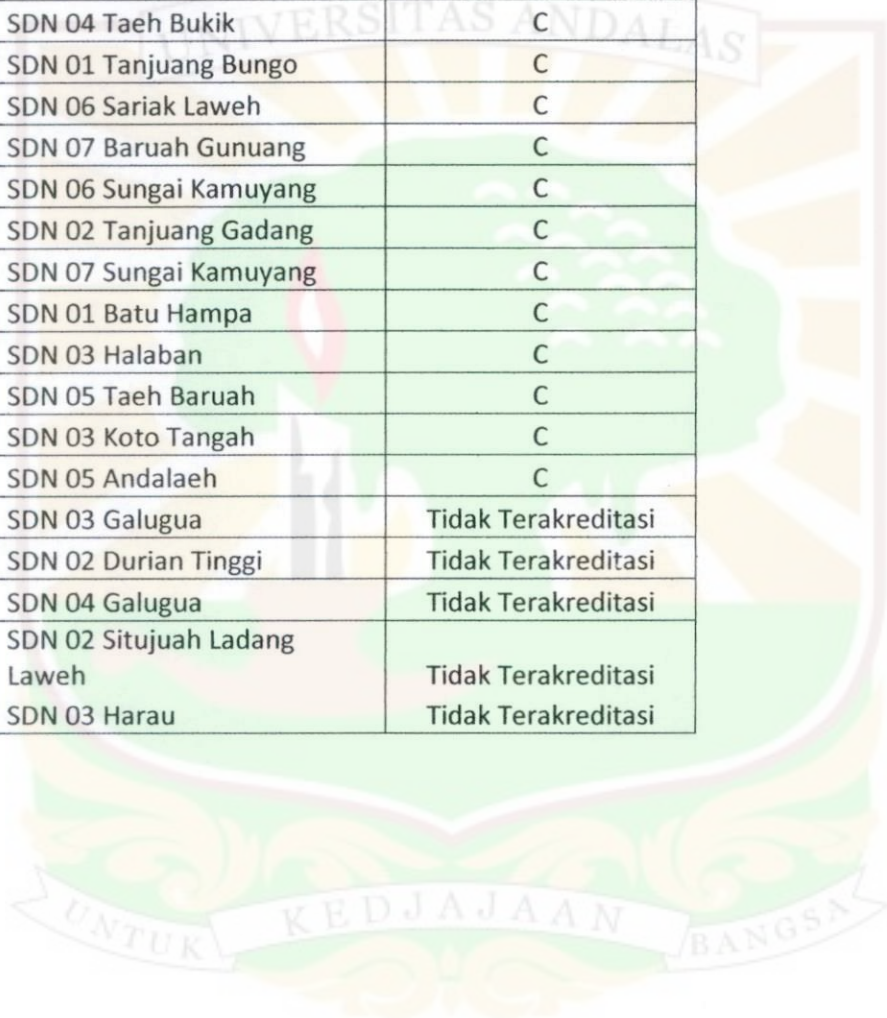 UNIVERSITAS ANDALAS
SDN 04 Taeh Bukik C
SDN 01 Tanjuang Bungo C
SDN 06 Sariak Laweh C
SDN 07 Baruah Gunuang C
SDN 06 Sungai Kamuyang C
SDN 02 Tanjuang Gadang C
SDN 07 Sungai Kamuyang C
SDN 01 Batu Hampa C
SDN 03 Halaban C
SDN 05 Taeh Baruah C
SDN 03 Koto Tangah C
SDN 05 Andalaeh C
SDN 03 Galugua Tidak Terakreditasi
SDN 02 Durian Tinggi Tidak Terakreditasi
SDN 04 Galugua Tidak Terakreditasi
SDN 02 Situjuah Ladang
Laweh Tidak Terakreditasi
SDN 03 Harau Tidak Terakreditasi
UNTUK KEDJAJAAN BANGSA